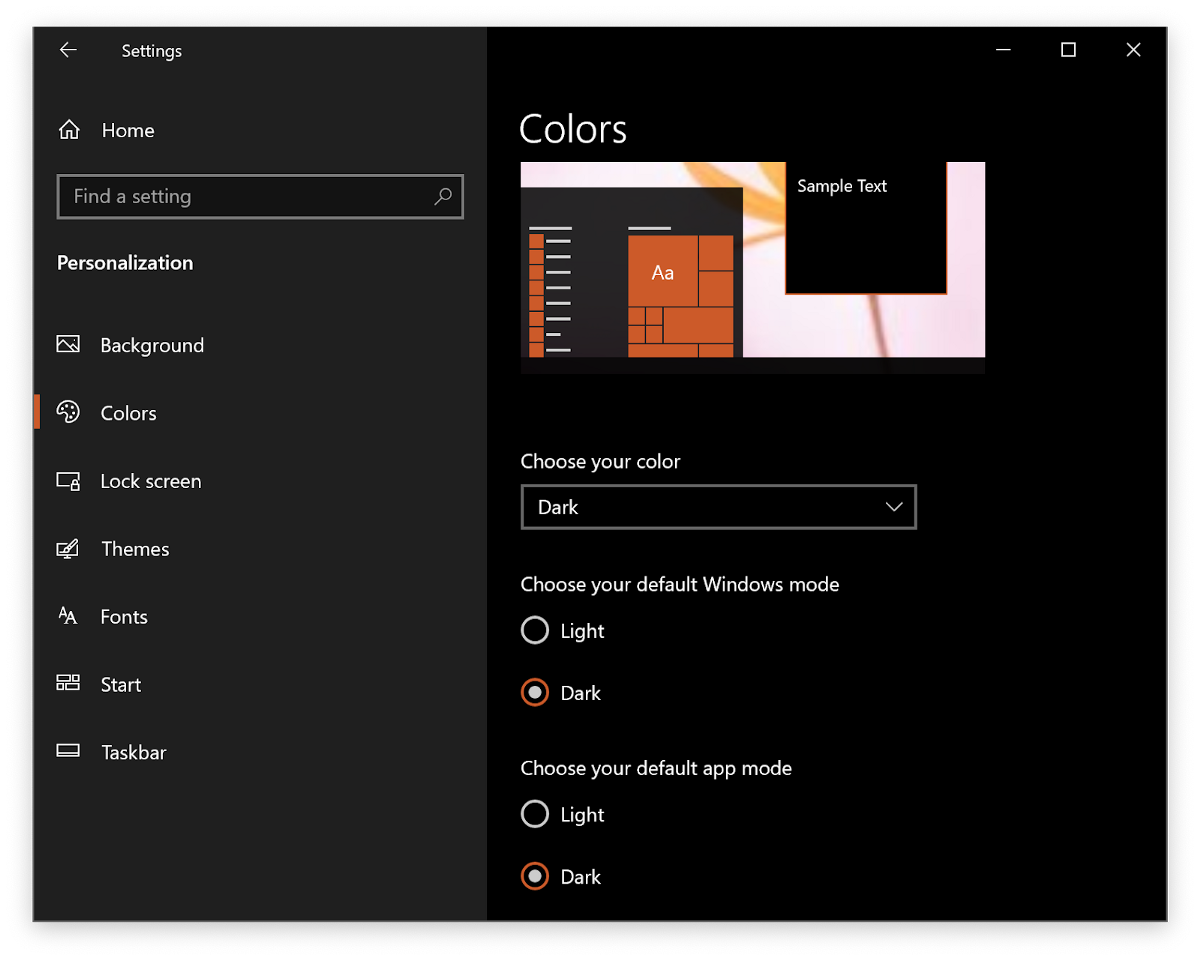 Settings
Home
Find a setting
Personalization
Background
Colors
Lock screen
Themes
Fonts
Start
Taskbar
Colors
Sample Text
Aa
Choose your color
Dark
Choose your default Windows mode
Light
Dark
Choose your default app mode
Light
Dark